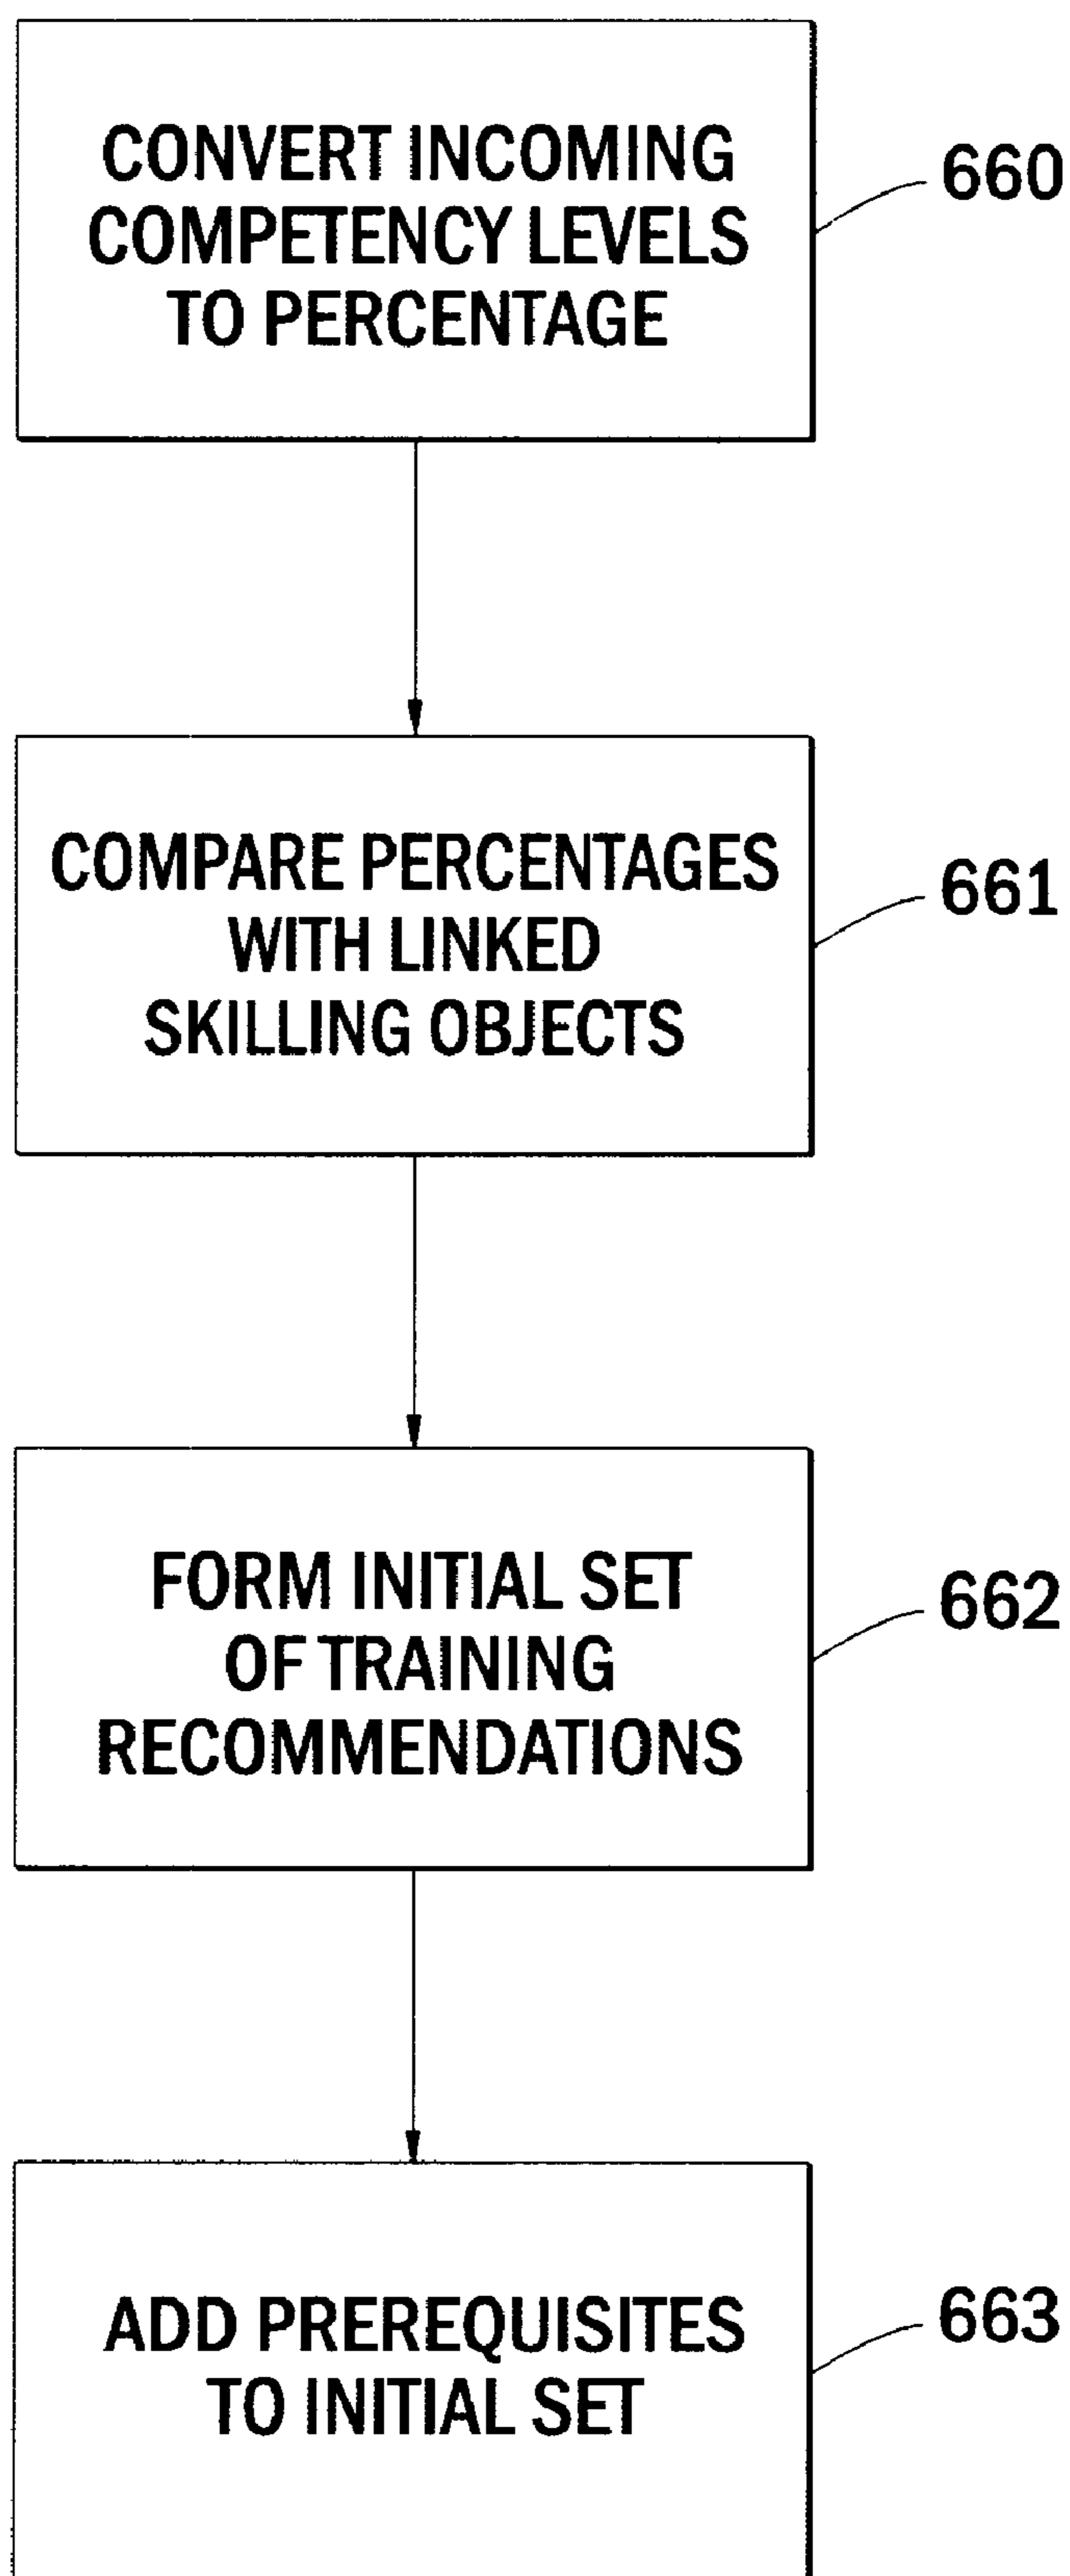 CONVERT INCOMING
COMPETENCY LEVELS
TO PERCENTAGE
660
COMPARE PERCENTAGES
WITH LINKED
SKILLING OBJECTS
661
FORM INITIAL SET
OF TRAINING
RECOMMENDATIONS
662
ADD PREREQUISITES
TO INITIAL SET
663